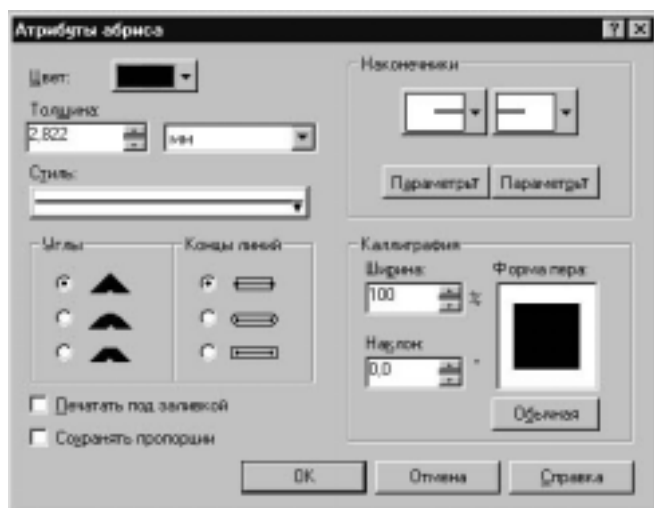 Атрибуты абриса
Цвет:
Толщина:
2,822
мм
Стиль:
Углы
Концы линий
Печатать под заливкой
Сохранять пропорции
Наконечники
Параметры▼ Параметры▼
Каллиграфия
Ширина:
100 %
Наклон:
0,0 °
Форма пера:
Обычная
OK Отмена Справка